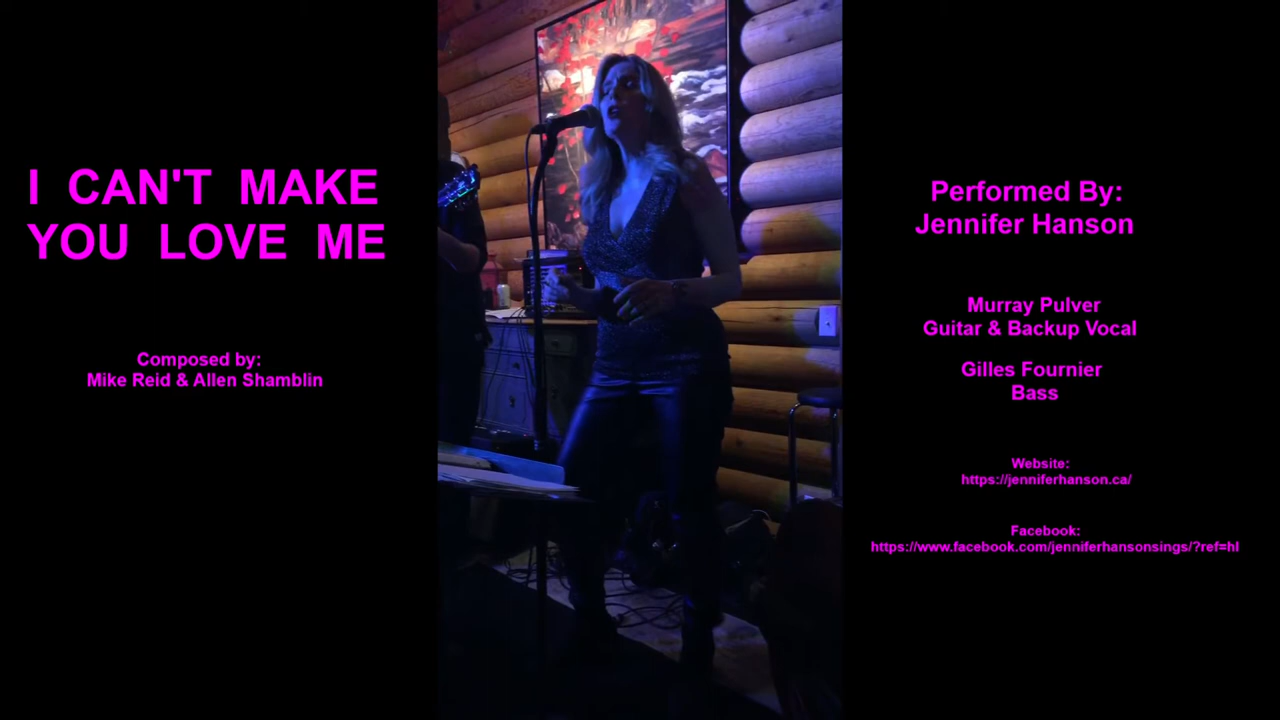 I CAN'T MAKE
YOU LOVE ME
Composed by:
Mike Reid & Allen Shamblin
Performed By:
Jennifer Hanson
Murray Pulver
Guitar & Backup Vocal
Gilles Fournier
Bass
Website:
https://jenniferhanson.ca/
Facebook:
https://www.facebook.com/jenniferhansonsings/?ref=hl